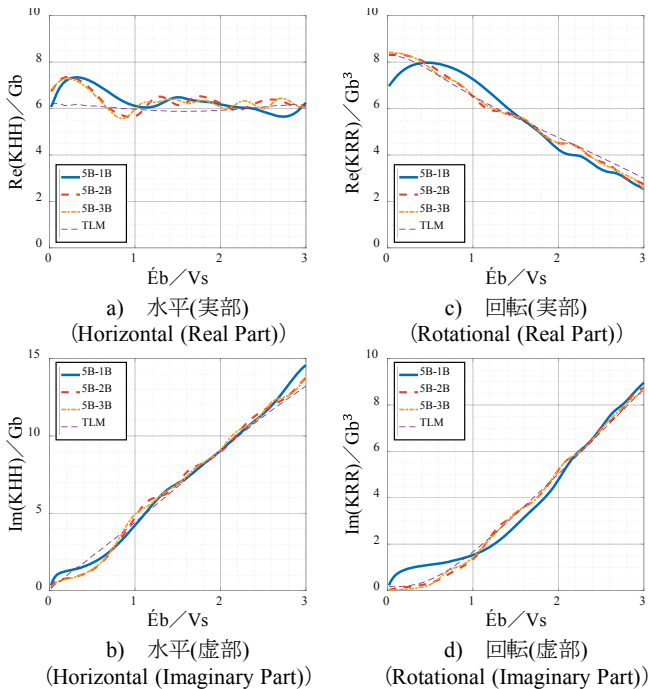 10
8
6
4
2
0
Re(KHH)／Gb
5B-1B
5B-2B
5B-3B
TLM
0
1
2
3
Éb／Vs
a) 水平(実部)
(Horizontal (Real Part))
10
8
6
4
2
0
Re(KRR)／Gb³
5B-1B
5B-2B
5B-3B
TLM
0
1
2
3
Éb／Vs
c) 回転(実部)
(Rotational (Real Part))
15
10
5
0
Im(KHH)／Gb
5B-1B
5B-2B
5B-3B
TLM
0
1
2
3
Éb／Vs
b) 水平(虚部)
(Horizontal (Imaginary Part))
10
8
6
4
2
0
Im(KRR)／Gb³
5B-1B
5B-2B
5B-3B
TLM
0
1
2
3
Éb／Vs
d) 回転(虚部)
(Rotational (Imaginary Part))